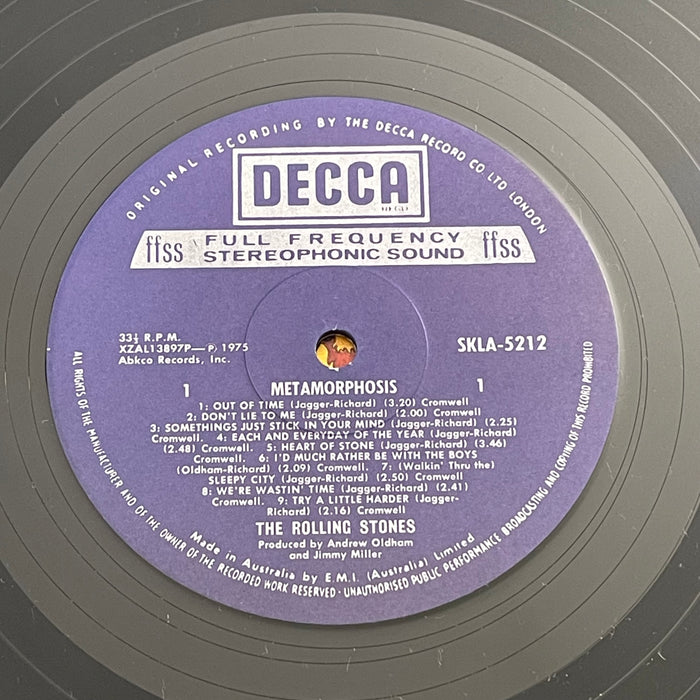 ORIGINAL RECORDING BY THE DECCA RECORD CO LTD LONDON
DECCA
ffss FULL FREQUENCY ffss
STEREOPHONIC SOUND
33⅓ R.P.M.
XZAL13897P—℗ 1975
Abkco Records, Inc.
SKLA-5212
1 METAMORPHOSIS 1
1: OUT OF TIME (Jagger-Richard) (3.20) Cromwell
2: DON'T LIE TO ME (Jagger-Richard) (2.00) Cromwell
3: SOMETHINGS JUST STICK IN YOUR MIND (Jagger-Richard) (2.25)
Cromwell. 4: EACH AND EVERYDAY OF THE YEAR (Jagger-Richard)
(2.48) Cromwell. 5: HEART OF STONE (Jagger-Richard) (3.46)
Cromwell. 6: I'D MUCH RATHER BE WITH THE BOYS
(Oldham-Richard) (2.09) Cromwell. 7: (Walkin' Thru the)
SLEEPY CITY (Jagger-Richard) (2.50) Cromwell
8: WE'RE WASTIN' TIME (Jagger-Richard) (2.41)
Cromwell. 9: TRY A LITTLE HARDER (Jagger-
Richard) (2.16) Cromwell
THE ROLLING STONES
Produced by Andrew Oldham
and Jimmy Miller
Made in Australia by E.M.I. (Australia) Limited
ALL RIGHTS OF THE MANUFACTURER AND OF THE OWNER OF THE RECORDED WORK RESERVED · UNAUTHORISED PUBLIC PERFORMANCE BROADCASTING AND COPYING OF THIS RECORD PROHIBITED